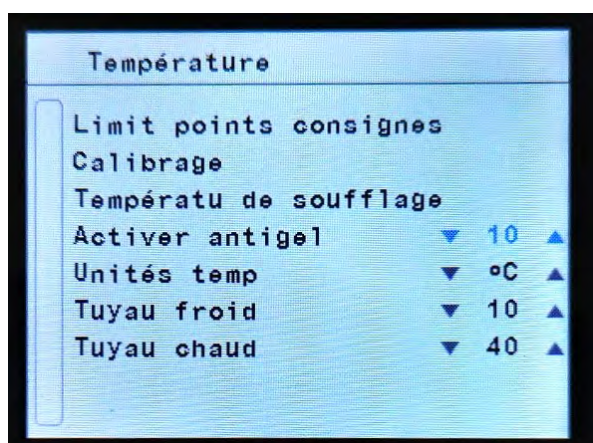 Température
Limit points consignes
Calibrage
Températu de soufflage
Activer antigel ▼ 10 ▲
Unités temp ▼ °C ▲
Tuyau froid ▼ 10 ▲
Tuyau chaud ▼ 40 ▲